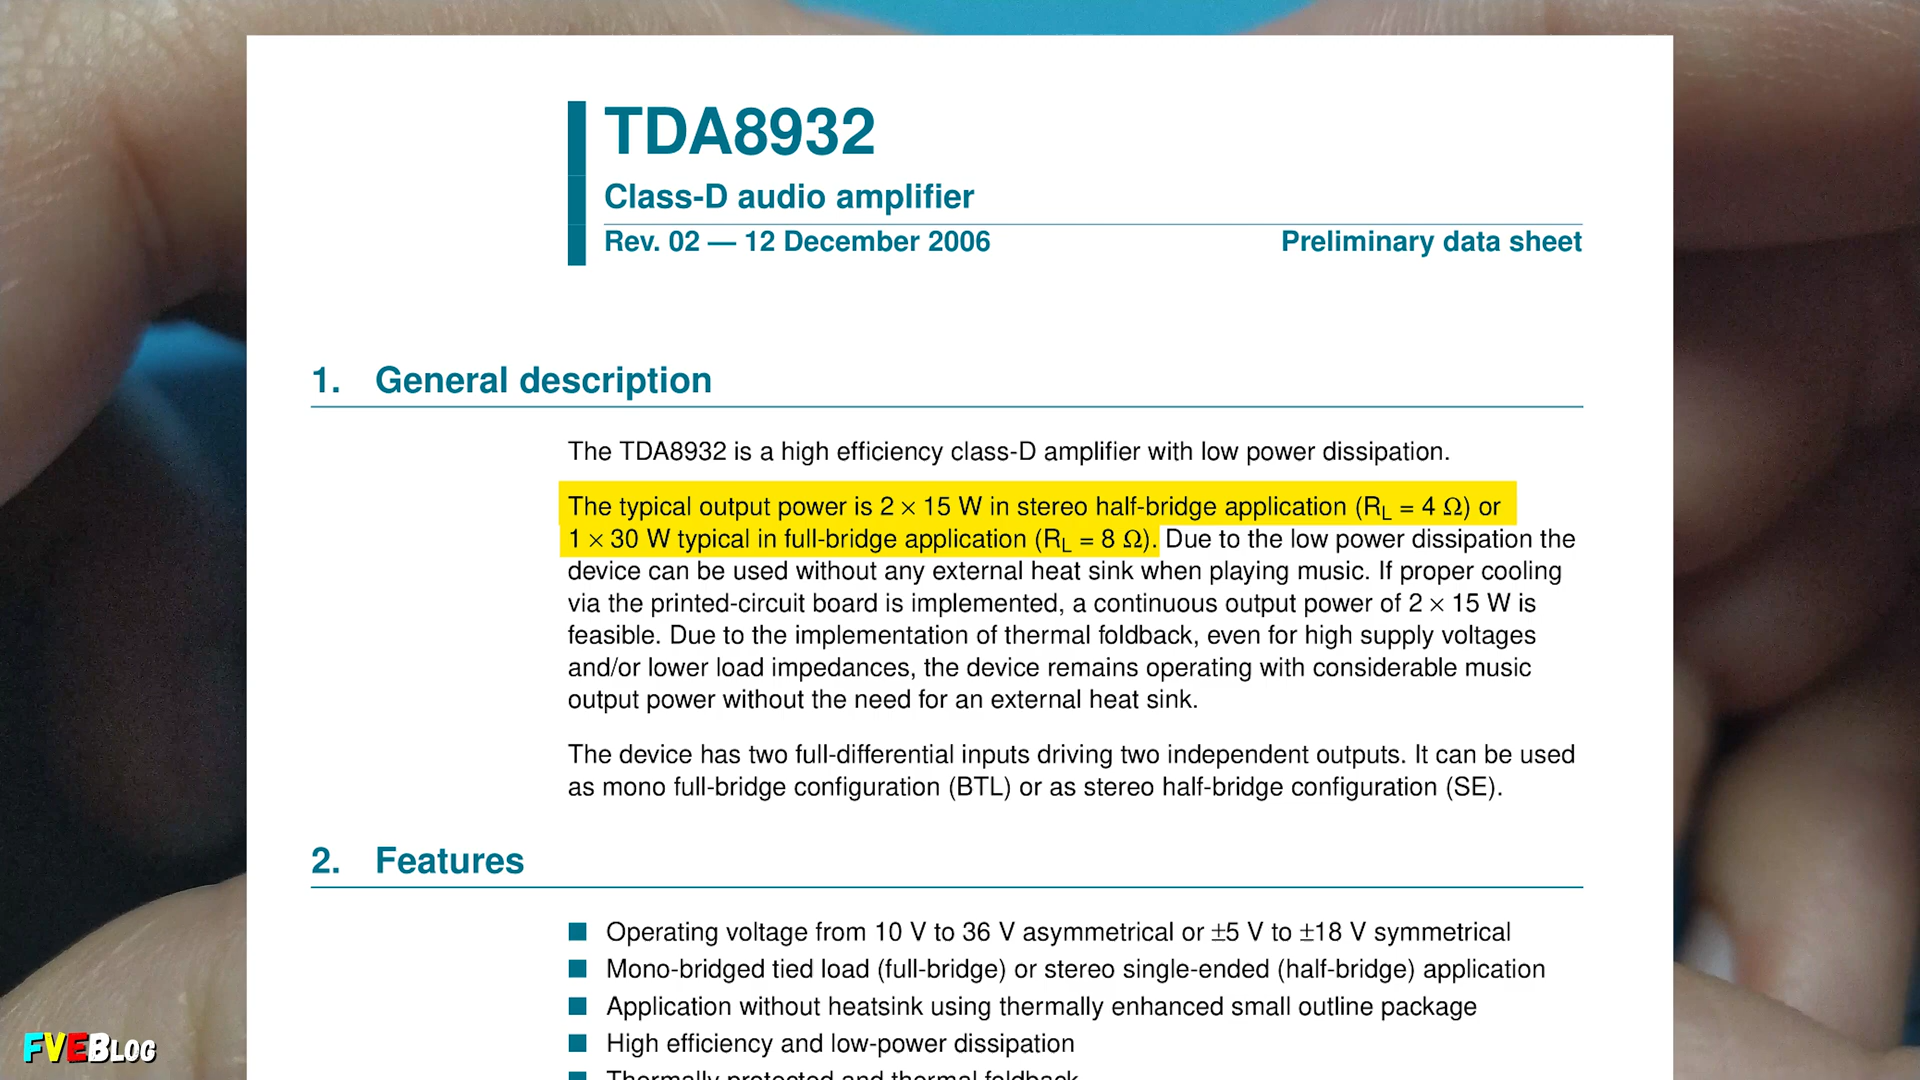 TDA8932
Class-D audio amplifier
Rev. 02 — 12 December 2006 Preliminary data sheet
1. General description
The TDA8932 is a high efficiency class-D amplifier with low power dissipation.
The typical output power is 2 × 15 W in stereo half-bridge application (RL = 4 Ω) or
1 × 30 W typical in full-bridge application (RL = 8 Ω). Due to the low power dissipation the
device can be used without any external heat sink when playing music. If proper cooling
via the printed-circuit board is implemented, a continuous output power of 2 × 15 W is
feasible. Due to the implementation of thermal foldback, even for high supply voltages
and/or lower load impedances, the device remains operating with considerable music
output power without the need for an external heat sink.
The device has two full-differential inputs driving two independent outputs. It can be used
as mono full-bridge configuration (BTL) or as stereo half-bridge configuration (SE).
2. Features
■ Operating voltage from 10 V to 36 V asymmetrical or ±5 V to ±18 V symmetrical
■ Mono-bridged tied load (full-bridge) or stereo single-ended (half-bridge) application
■ Application without heatsink using thermally enhanced small outline package
■ High efficiency and low-power dissipation
■ Thermally protected and thermal foldback
FVEBLOG